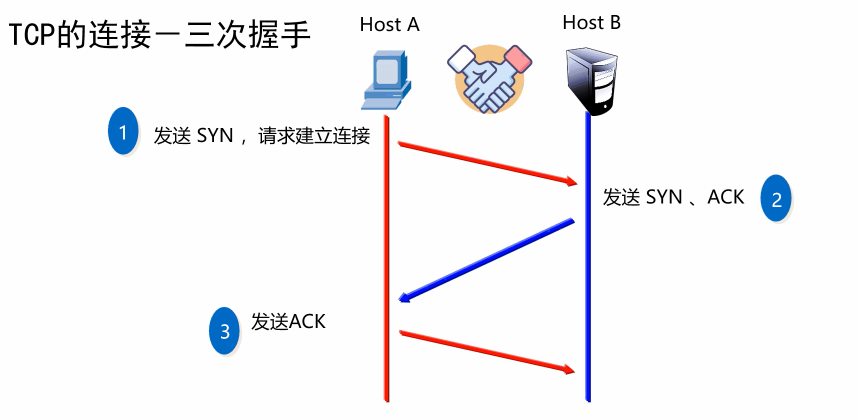 TCP的连接－三次握手
Host A
Host B
1
发送 SYN ，请求建立连接
发送 SYN 、ACK
2
3
发送ACK